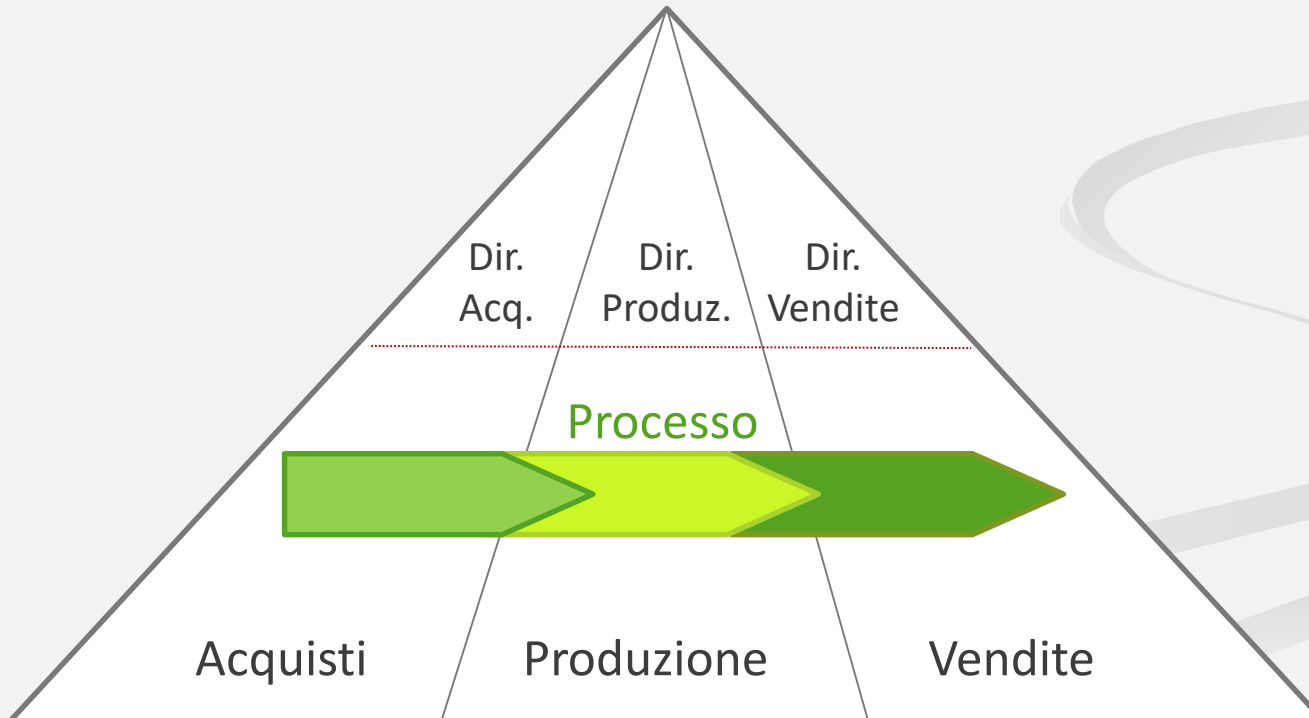 Dir.
Acq.
Dir.
Produz.
Dir.
Vendite
Processo
Acquisti
Produzione
Vendite